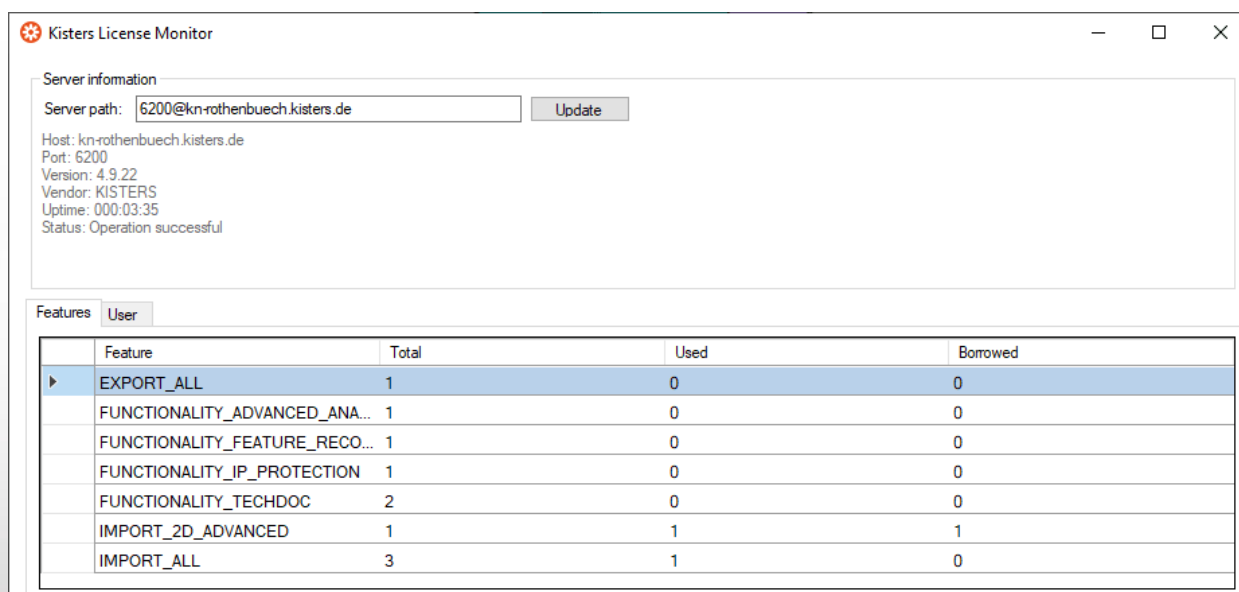 Kisters License Monitor
Server information
Server path: 6200@kn-rothenbuech.kisters.de Update
Host: kn-rothenbuech.kisters.de
Port: 6200
Version: 4.9.22
Vendor: KISTERS
Uptime: 000:03:35
Status: Operation successful
Features User
Feature Total Used Borrowed
EXPORT_ALL 1 0 0
FUNCTIONALITY_ADVANCED_ANA... 1 0 0
FUNCTIONALITY_FEATURE_RECO... 1 0 0
FUNCTIONALITY_IP_PROTECTION 1 0 0
FUNCTIONALITY_TECHDOC 2 0 0
IMPORT_2D_ADVANCED 1 1 1
IMPORT_ALL 3 1 0